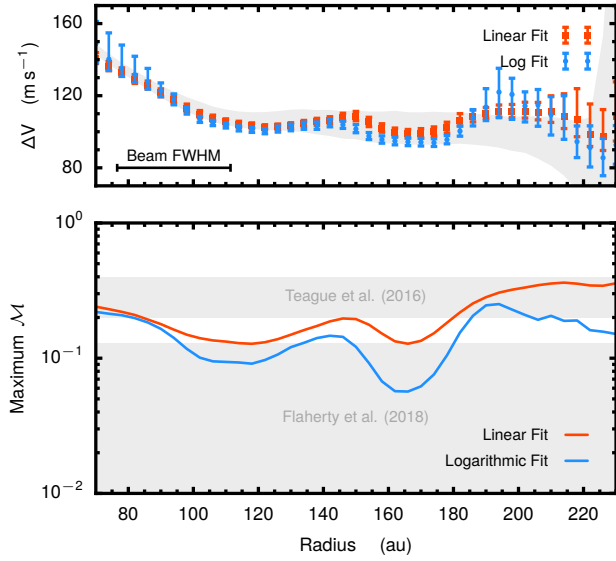 160
120
80
ΔV (m s⁻¹)
Linear Fit
Log Fit
Beam FWHM
10⁰
10⁻¹
10⁻²
Maximum ℳ
Teague et al. (2016)
Flaherty et al. (2018)
Linear Fit
Logarithmic Fit
80 100 120 140 160 180 200 220
Radius (au)